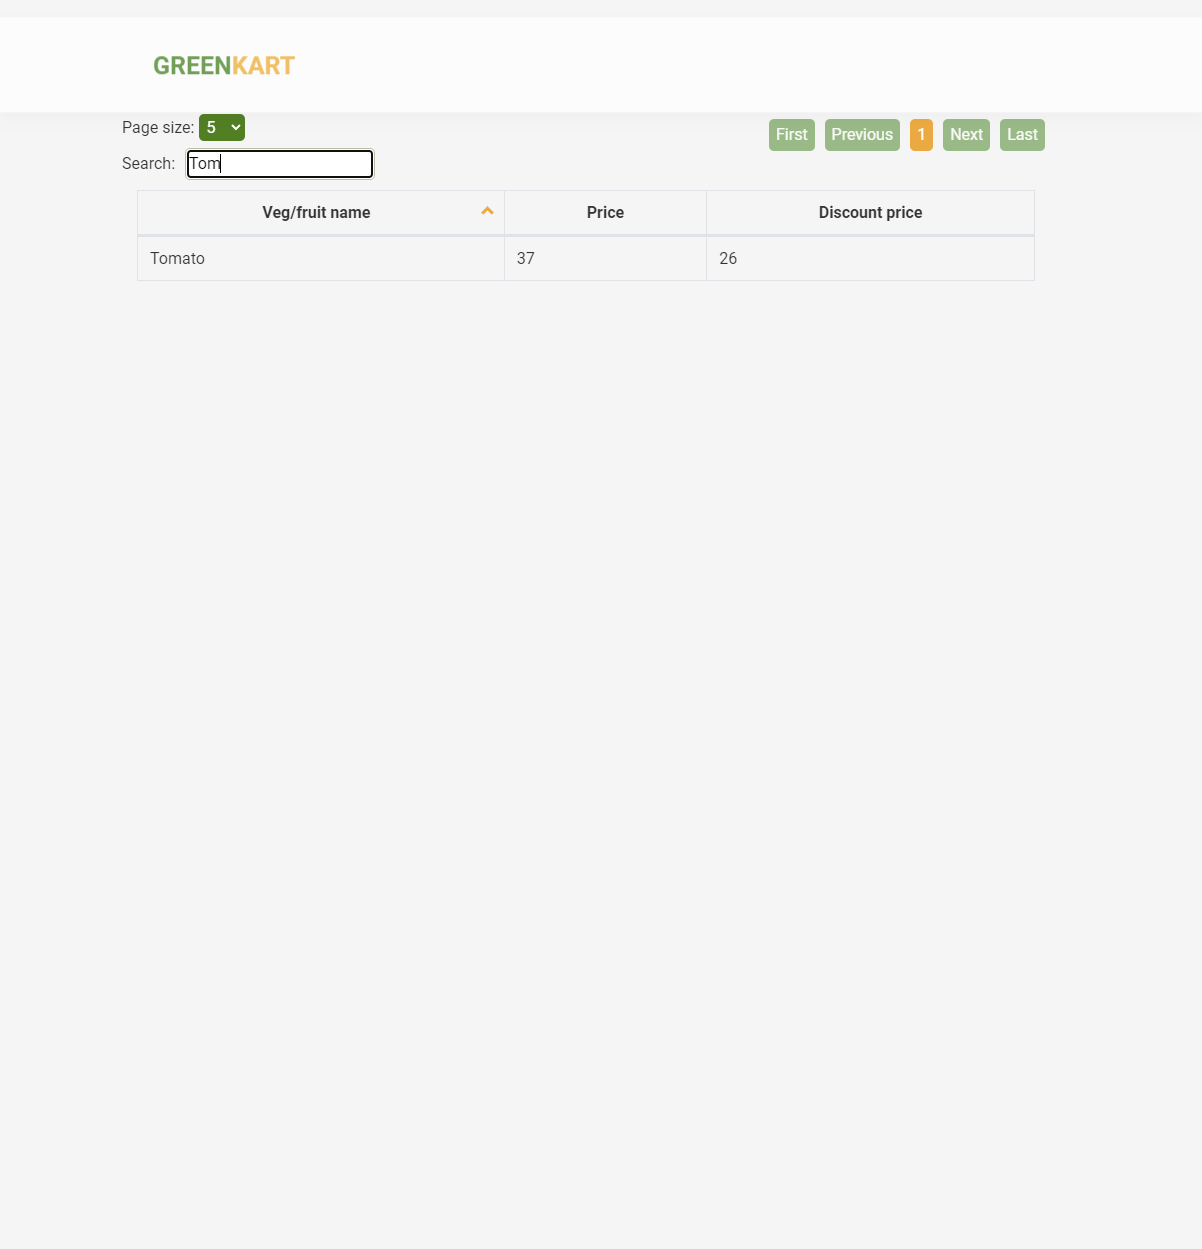 GREENKART
Page size: 5
First Previous 1 Next Last
Search: Tom
Veg/fruit name Price Discount price
Tomato 37 26